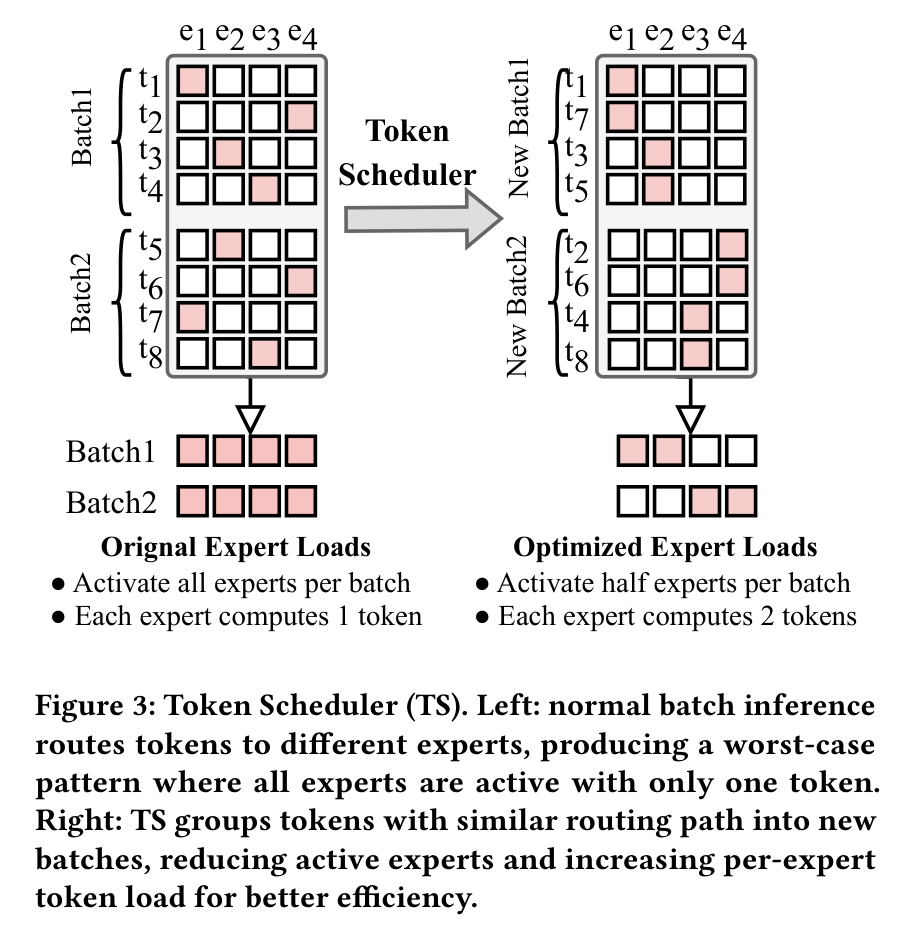 e1 e2 e3 e4
Batch1
t1
t2
t3
t4
Batch2
t5
t6
t7
t8
Token
Scheduler
e1 e2 e3 e4
New Batch1
t1
t7
t3
t5
New Batch2
t2
t6
t4
t8
Batch1
Batch2
Orignal Expert Loads
● Activate all experts per batch
● Each expert computes 1 token
Optimized Expert Loads
● Activate half experts per batch
● Each expert computes 2 tokens
Figure 3: Token Scheduler (TS). Left: normal batch inference
routes tokens to different experts, producing a worst-case
pattern where all experts are active with only one token.
Right: TS groups tokens with similar routing path into new
batches, reducing active experts and increasing per-expert
token load for better efficiency.